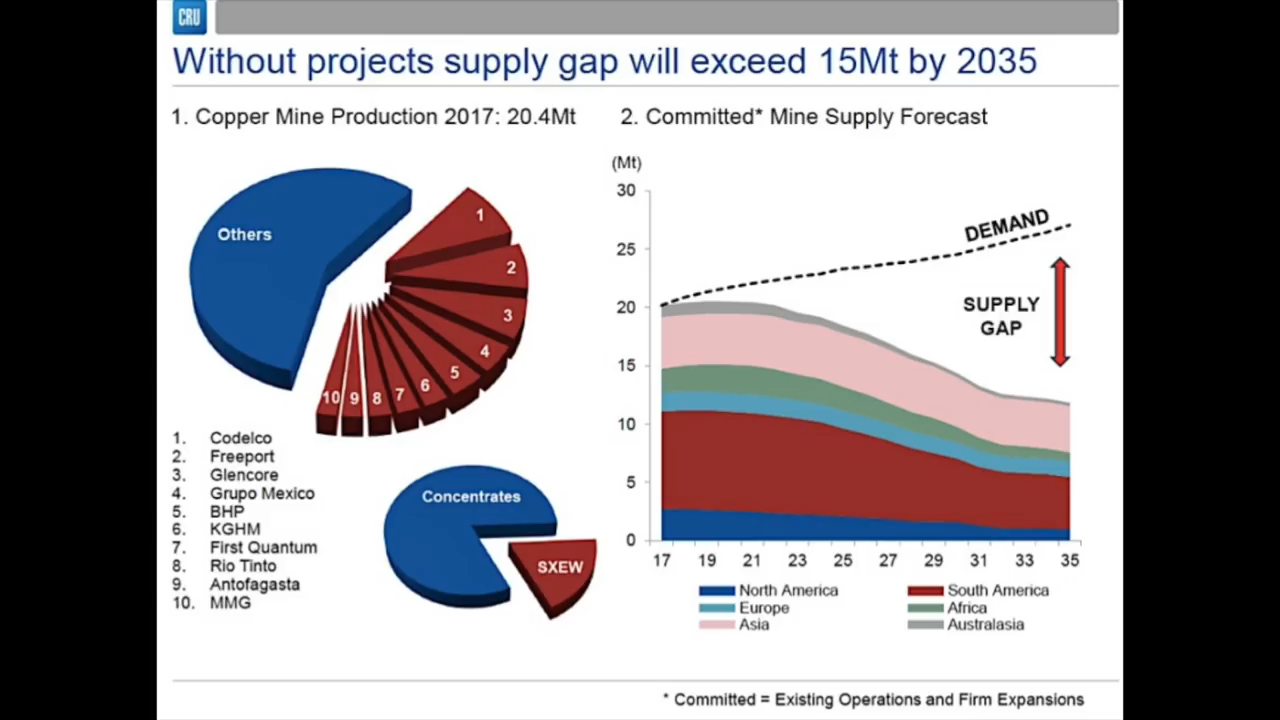 CRU
Without projects supply gap will exceed 15Mt by 2035
1. Copper Mine Production 2017: 20.4Mt
Others
1
2
3
4
5
6
7
8
9
10
1. Codelco
2. Freeport
3. Glencore
4. Grupo Mexico
5. BHP
6. KGHM
7. First Quantum
8. Rio Tinto
9. Antofagasta
10. MMG
Concentrates
SXEW
2. Committed* Mine Supply Forecast
(Mt)
30
25
20
15
10
5
0
DEMAND
SUPPLY
GAP
17 19 21 23 25 27 29 31 33 35
North America South America
Europe Africa
Asia Australasia
* Committed = Existing Operations and Firm Expansions